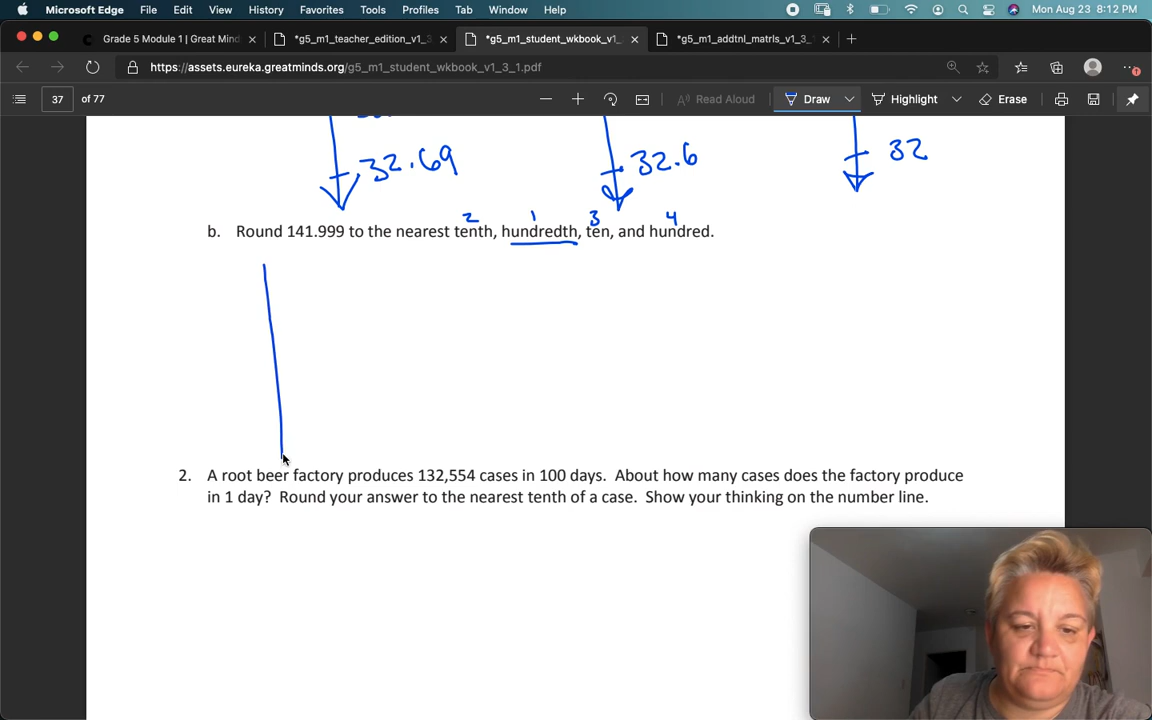 Microsoft Edge File Edit View History Favorites Tools Profiles Tab Window Help Mon Aug 23 8:12 PM
Grade 5 Module 1 | Great Mind *g5_m1_teacher_edition_v1_3 *g5_m1_student_wkbook_v1_ *g5_m1_addtnl_matrls_v1_3_
https://assets.eureka.greatminds.org/g5_m1_student_wkbook_v1_3_1.pdf
37 of 77 Read Aloud Draw Highlight Erase
32.69 32.6 32
2 1 3 4
b. Round 141.999 to the nearest tenth, hundredth, ten, and hundred.
2. A root beer factory produces 132,554 cases in 100 days. About how many cases does the factory produce
in 1 day? Round your answer to the nearest tenth of a case. Show your thinking on the number line.